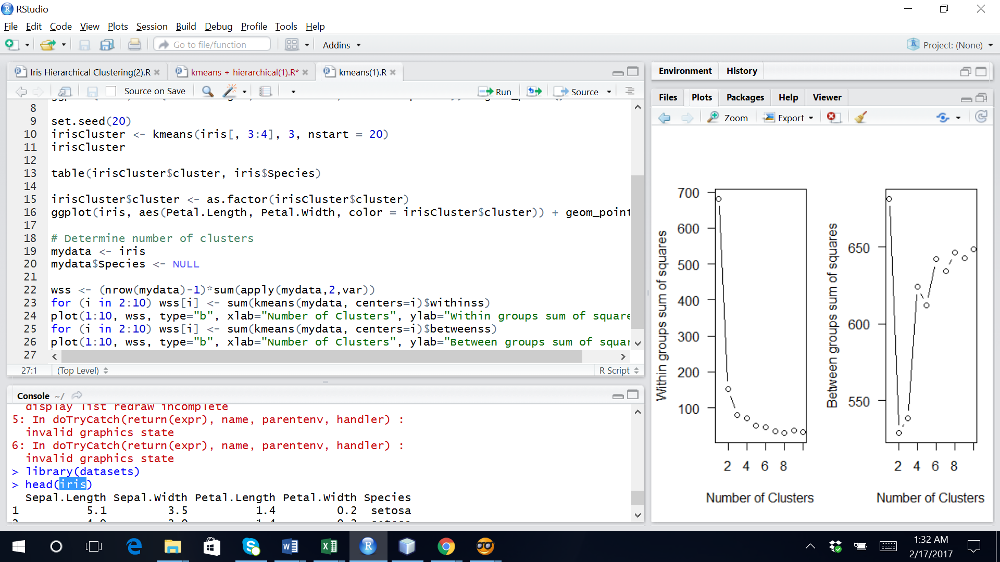 RStudio
File Edit Code View Plots Session Build Debug Profile Tools Help
Go to file/function Addins Project: (None)
Iris Hierarchical Clustering(2).R kmeans + hierarchical(1).R* kmeans(1).R
Source on Save Run Source
8
9 set.seed(20)
10 irisCluster <- kmeans(iris[, 3:4], 3, nstart = 20)
11 irisCluster
12
13 table(irisCluster$cluster, iris$Species)
14
15 irisCluster$cluster <- as.factor(irisCluster$cluster)
16 ggplot(iris, aes(Petal.Length, Petal.Width, color = irisCluster$cluster)) + geom_point
17
18 # Determine number of clusters
19 mydata <- iris
20 mydata$Species <- NULL
21
22 wss <- (nrow(mydata)-1)*sum(apply(mydata,2,var))
23 for (i in 2:10) wss[i] <- sum(kmeans(mydata, centers=i)$withinss)
24 plot(1:10, wss, type="b", xlab="Number of Clusters", ylab="Within groups sum of square
25 for (i in 2:10) wss[i] <- sum(kmeans(mydata, centers=i)$betweenss)
26 plot(1:10, wss, type="b", xlab="Number of Clusters", ylab="Between groups sum of squar
27
27:1 (Top Level) R Script
Console ~/
display list redraw incomplete
5: In doTryCatch(return(expr), name, parentenv, handler) :
invalid graphics state
6: In doTryCatch(return(expr), name, parentenv, handler) :
invalid graphics state
> library(datasets)
> head(iris)
Sepal.Length Sepal.Width Petal.Length Petal.Width Species
1 5.1 3.5 1.4 0.2 setosa
Environment History
Files Plots Packages Help Viewer
Zoom Export
Within groups sum of squares
700
600
500
400
300
200
100
2 4 6 8
Number of Clusters
Between groups sum of squares
650
600
550
2 4 6 8
Number of Clusters
1:32 AM
2/17/2017